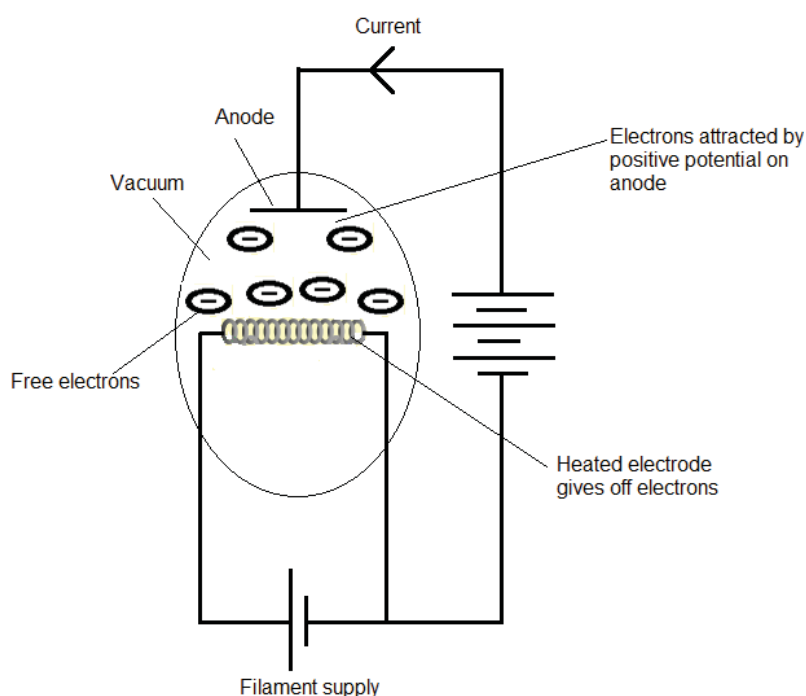 Current
Anode
Electrons attracted by
positive potential on
anode
Vacuum
Free electrons
Heated electrode
gives off electrons
Filament supply